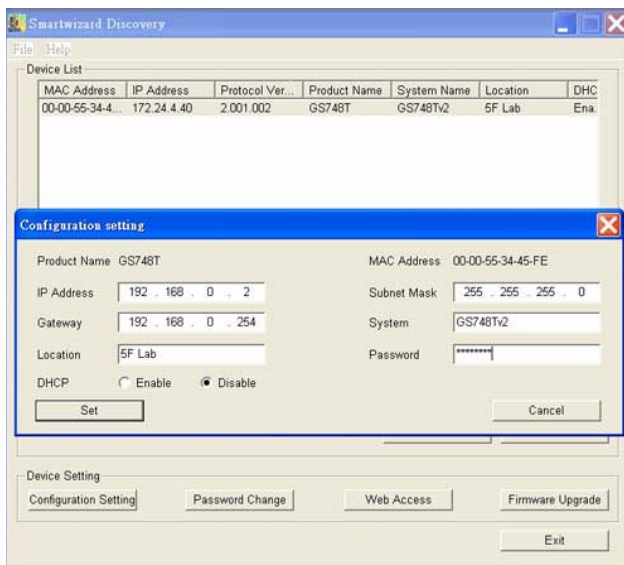 Smartwizard Discovery
File Help
Device List
MAC Address IP Address Protocol Ver... Product Name System Name Location DHC
00-00-55-34-4... 172.24.4.40 2.001.002 GS748T GS748Tv2 5F Lab Ena.
Configuration setting
Product Name GS748T MAC Address 00-00-55-34-45-FE
IP Address 192 . 168 . 0 . 2 Subnet Mask 255 . 255 . 255 . 0
Gateway 192 . 168 . 0 . 254 System GS748Tv2
Location 5F Lab Password ********
DHCP Enable Disable
Set Cancel
Device Setting
Configuration Setting Password Change Web Access Firmware Upgrade
Exit